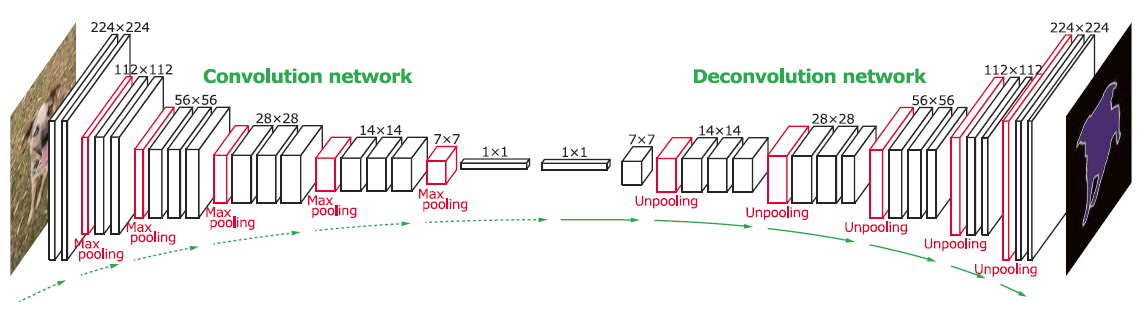 224×224
112×112
56×56
28×28
14×14
7×7
1×1
1×1
7×7
14×14
28×28
56×56
112×112
224×224
Convolution network
Deconvolution network
Max
pooling
Max
pooling
Max
pooling
Max
pooling
Max
pooling
Unpooling
Unpooling
Unpooling
Unpooling
Unpooling